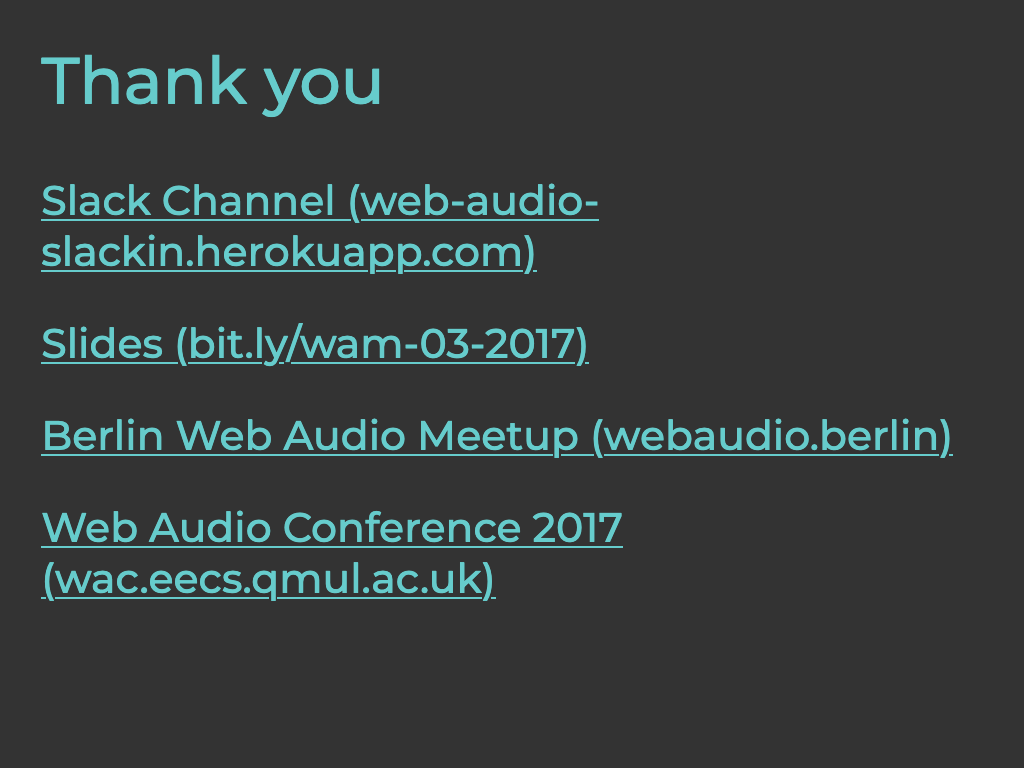 Thank you
Slack Channel (web-audio-
slackin.herokuapp.com)
Slides (bit.ly/wam-03-2017)
Berlin Web Audio Meetup (webaudio.berlin)
Web Audio Conference 2017
(wac.eecs.qmul.ac.uk)